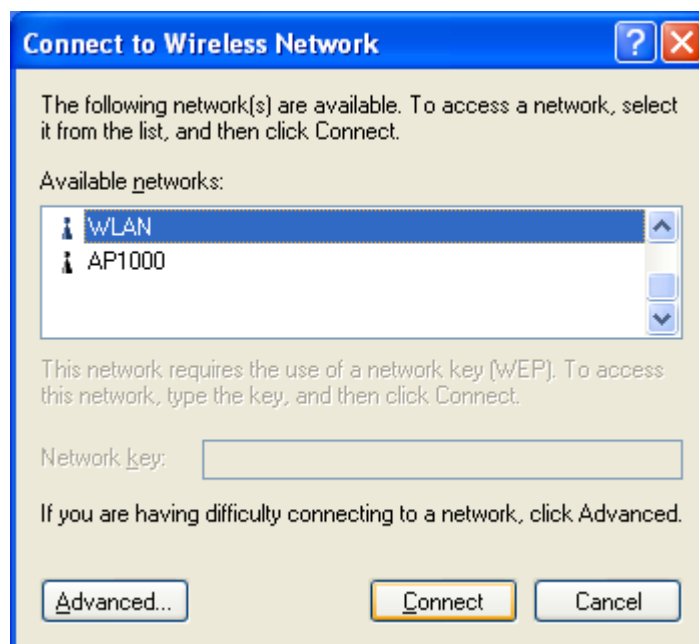 Connect to Wireless Network
The following network(s) are available. To access a network, select
it from the list, and then click Connect.
Available networks:
WLAN
AP1000
This network requires the use of a network key (WEP). To access
this network, type the key, and then click Connect.
Network key:
If you are having difficulty connecting to a network, click Advanced.
Advanced... Connect Cancel